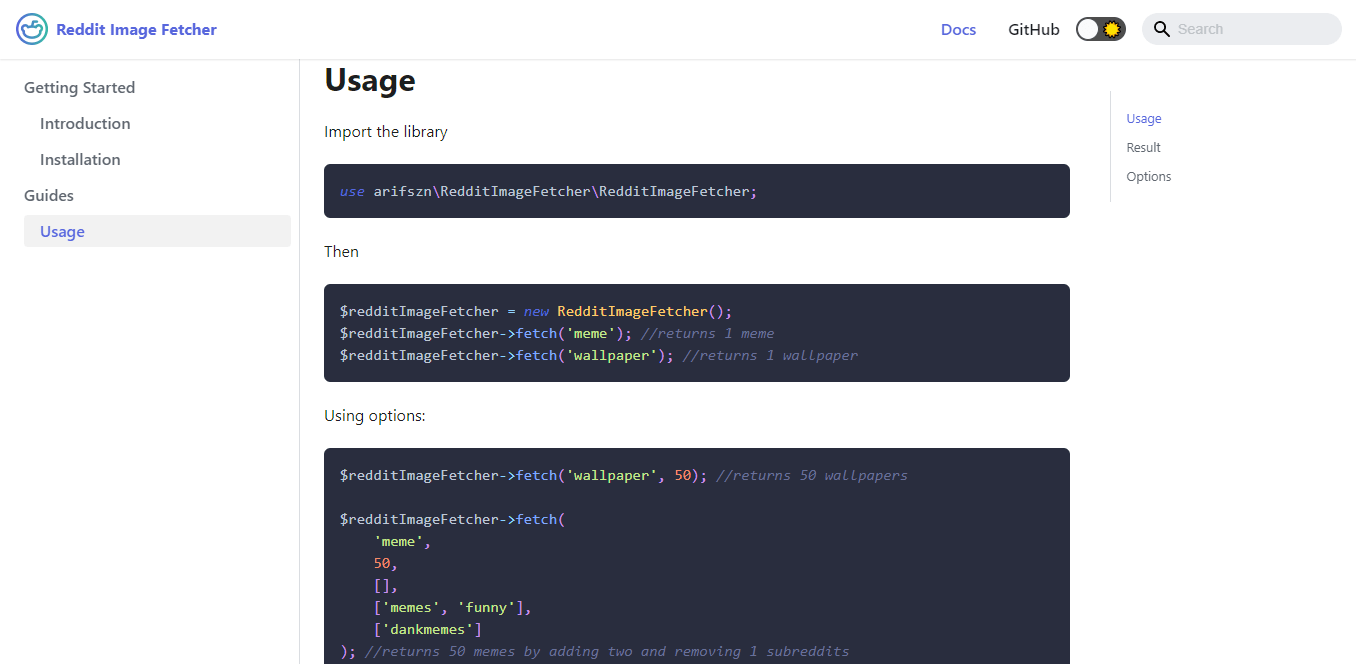 Reddit Image Fetcher
Docs
GitHub
Search
Getting Started
Introduction
Installation
Guides
Usage
Usage
Import the library
use arifszn\RedditImageFetcher\RedditImageFetcher;
Then
$redditImageFetcher = new RedditImageFetcher();
$redditImageFetcher->fetch('meme'); //returns 1 meme
$redditImageFetcher->fetch('wallpaper'); //returns 1 wallpaper
Using options:
$redditImageFetcher->fetch('wallpaper', 50); //returns 50 wallpapers
$redditImageFetcher->fetch(
    'meme',
    50,
    [],
    ['memes', 'funny'],
    ['dankmemes']
); //returns 50 memes by adding two and removing 1 subreddits
Usage
Result
Options